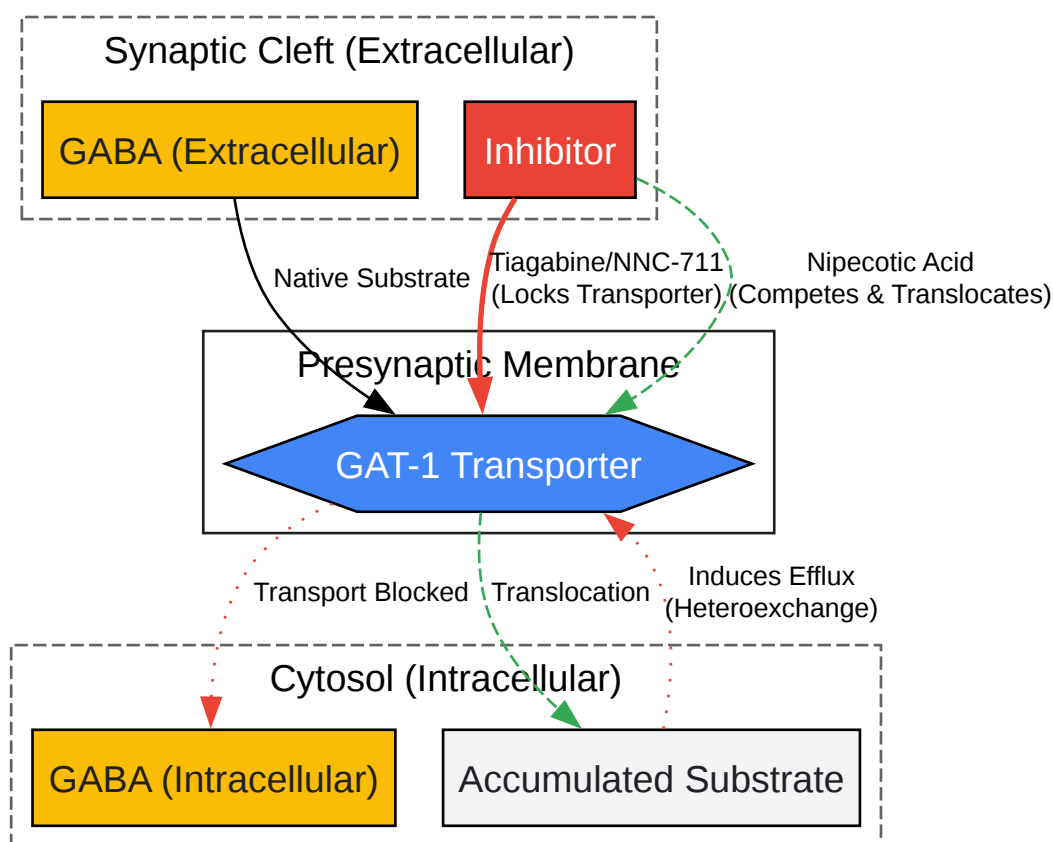 Synaptic Cleft (Extracellular)
GABA (Extracellular)
Inhibitor
Native Substrate
Tiagabine/NNC-711
(Locks Transporter)
Nipecotic Acid
(Competes & Translocates)
Presynaptic Membrane
GAT-1 Transporter
Transport Blocked
Translocation
Induces Efflux
(Heteroexchange)
Cytosol (Intracellular)
GABA (Intracellular)
Accumulated Substrate